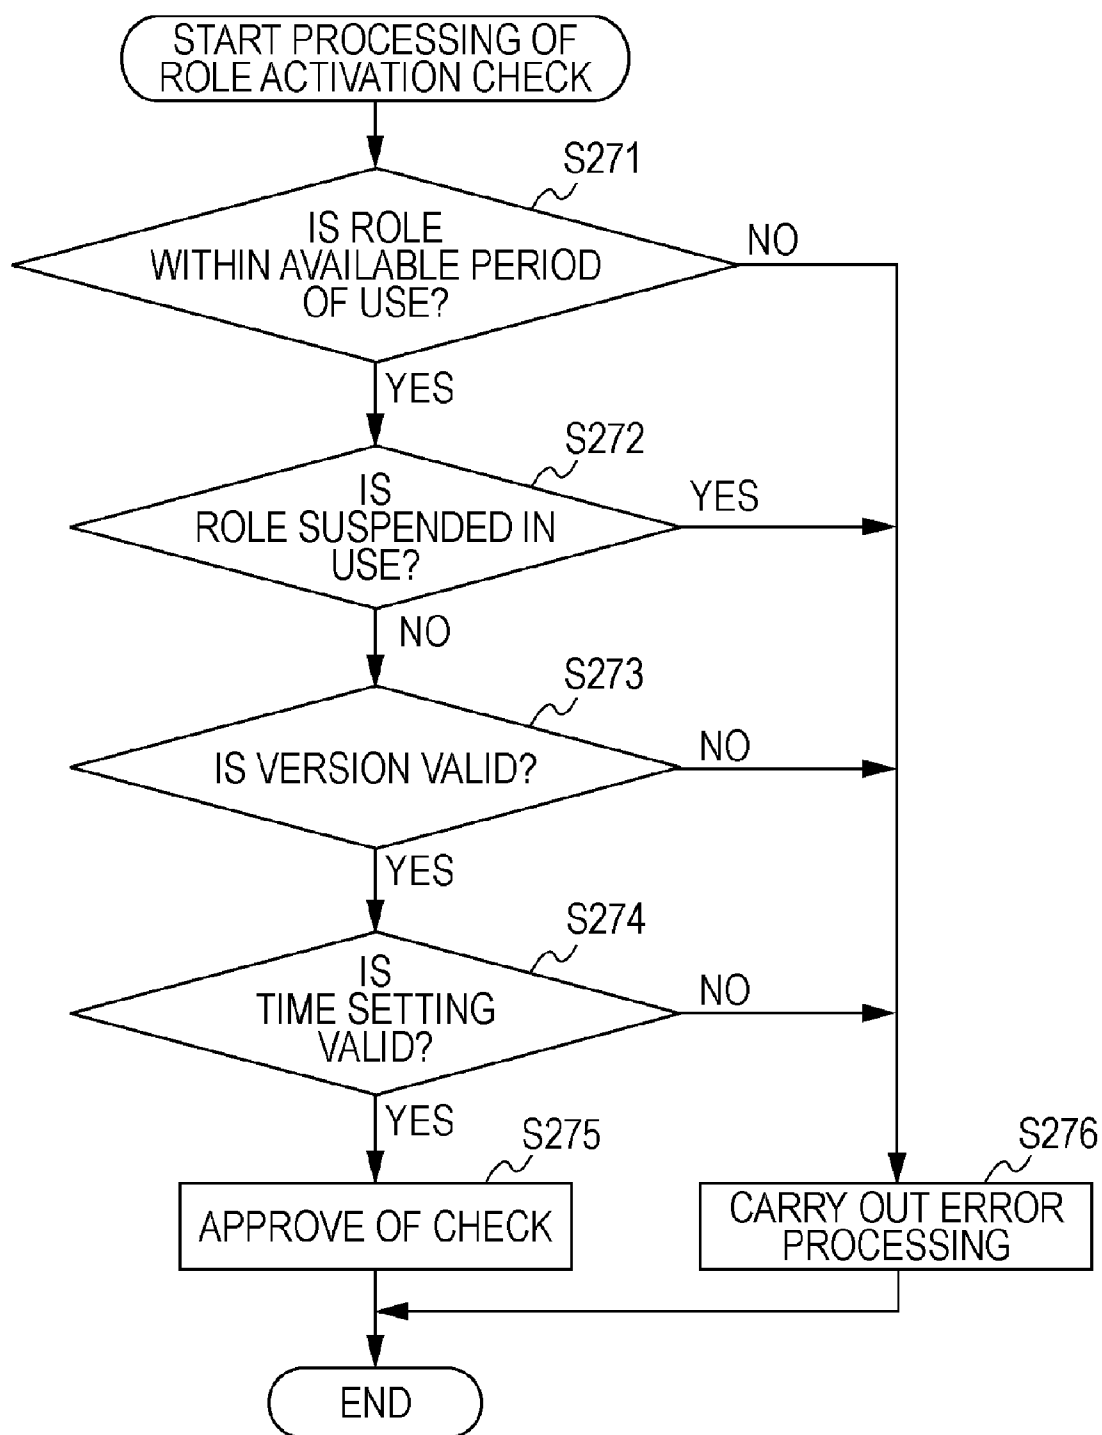 START PROCESSING OF
ROLE ACTIVATION CHECK
S271
IS ROLE
WITHIN AVAILABLE PERIOD
OF USE?
NO
YES
S272
IS
ROLE SUSPENDED IN
USE?
YES
NO
S273
IS VERSION VALID?
NO
YES
S274
IS
TIME SETTING
VALID?
NO
YES
S275
APPROVE OF CHECK
S276
CARRY OUT ERROR
PROCESSING
END